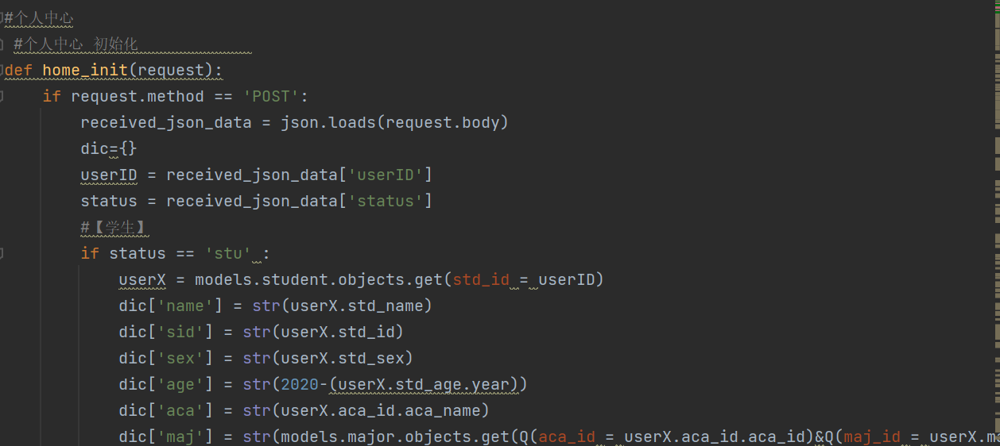 #个人中心
#个人中心 初始化
def home_init(request):
if request.method == 'POST':
received_json_data = json.loads(request.body)
dic={}
userID = received_json_data['userID']
status = received_json_data['status']
#【学生】
if status == 'stu' :
userX = models.student.objects.get(std_id = userID)
dic['name'] = str(userX.std_name)
dic['sid'] = str(userX.std_id)
dic['sex'] = str(userX.std_sex)
dic['age'] = str(2020-(userX.std_age.year))
dic['aca'] = str(userX.aca_id.aca_name)
dic['maj'] = str(models.major.objects.get(Q(aca_id = userX.aca_id.aca_id)&Q(maj_id = userX.